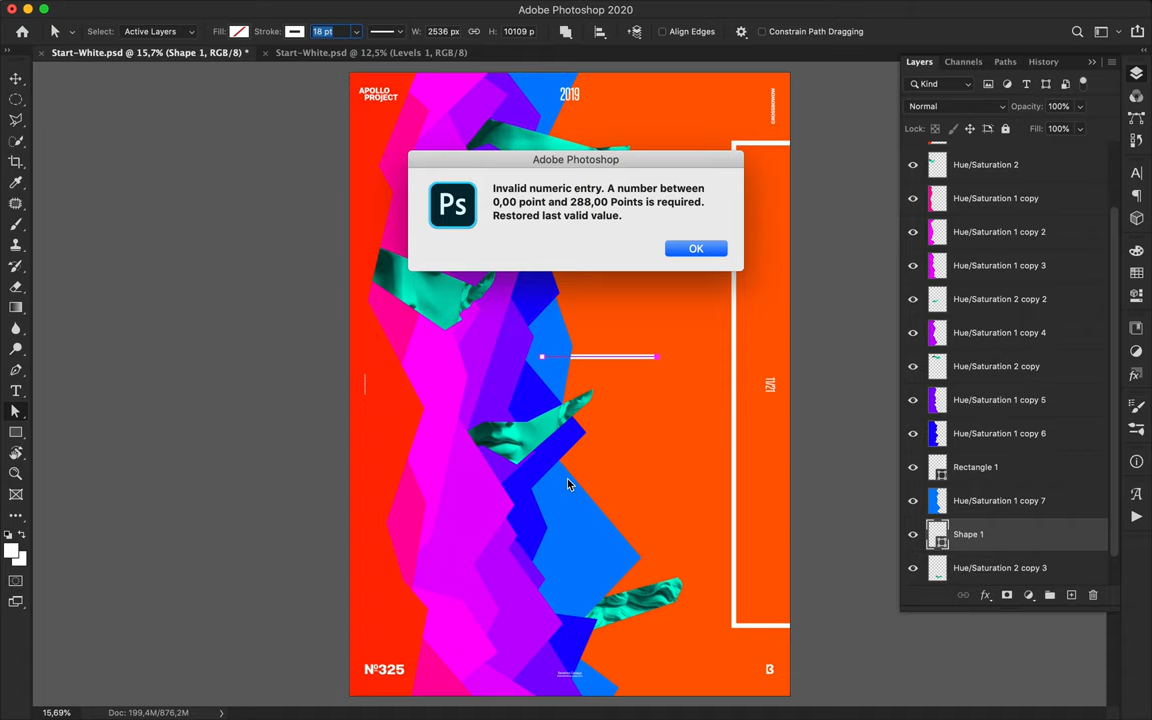 Adobe Photoshop 2020
Select: Active Layers Fill: Stroke: 18 pt W: 2536 px H: 10109 p Align Edges Constrain Path Dragging
Start-White.psd @ 15,7% (Shape 1, RGB/8) * Start-White.psd @ 12,5% (Levels 1, RGB/8)
Layers Channels Paths History
Kind
Normal Opacity: 100%
Lock: Fill: 100%
Hue/Saturation 2
Hue/Saturation 1 copy
Hue/Saturation 1 copy 2
Hue/Saturation 1 copy 3
Hue/Saturation 2 copy 2
Hue/Saturation 1 copy 4
Hue/Saturation 2 copy
Hue/Saturation 1 copy 5
Hue/Saturation 1 copy 6
Rectangle 1
Hue/Saturation 1 copy 7
Shape 1
Hue/Saturation 2 copy 3
APOLLO
PROJECT
2019
Adobe Photoshop
Ps
Invalid numeric entry. A number between
0,00 point and 288,00 Points is required.
Restored last valid value.
OK
11/21
Nº325
15,69% Doc: 199,4M/876,2M